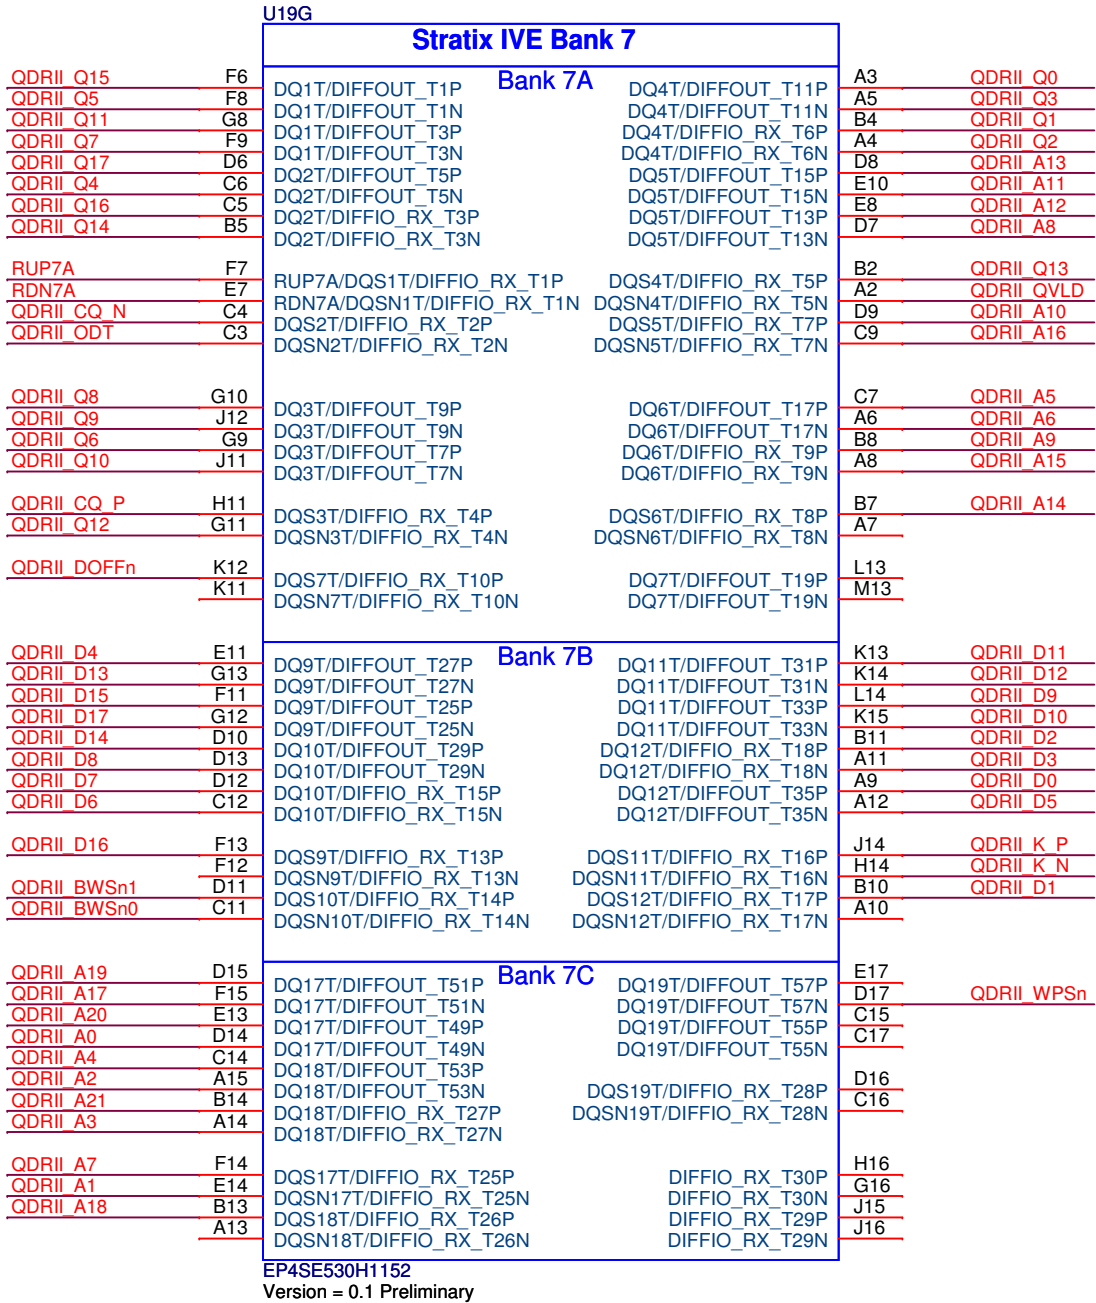 U19G
Stratix IVE Bank 7
Bank 7A
QDRII_Q15 F6 DQ1T/DIFFOUT_T1P DQ4T/DIFFOUT_T11P A3 QDRII_Q0
QDRII_Q5 F8 DQ1T/DIFFOUT_T1N DQ4T/DIFFOUT_T11N A5 QDRII_Q3
QDRII_Q11 G8 DQ1T/DIFFOUT_T3P DQ4T/DIFFIO_RX_T6P B4 QDRII_Q1
QDRII_Q7 F9 DQ1T/DIFFOUT_T3N DQ4T/DIFFIO_RX_T6N A4 QDRII_Q2
QDRII_Q17 D6 DQ2T/DIFFOUT_T5P DQ5T/DIFFOUT_T15P D8 QDRII_A13
QDRII_Q4 C6 DQ2T/DIFFOUT_T5N DQ5T/DIFFOUT_T15N E10 QDRII_A11
QDRII_Q16 C5 DQ2T/DIFFIO_RX_T3P DQ5T/DIFFOUT_T13P E8 QDRII_A12
QDRII_Q14 B5 DQ2T/DIFFIO_RX_T3N DQ5T/DIFFOUT_T13N D7 QDRII_A8
RUP7A F7 RUP7A/DQS1T/DIFFIO_RX_T1P DQS4T/DIFFIO_RX_T5P B2 QDRII_Q13
RDN7A E7 RDN7A/DQSN1T/DIFFIO_RX_T1N DQSN4T/DIFFIO_RX_T5N A2 QDRII_QVLD
QDRII_CQ_N C4 DQS2T/DIFFIO_RX_T2P DQS5T/DIFFIO_RX_T7P D9 QDRII_A10
QDRII_ODT C3 DQSN2T/DIFFIO_RX_T2N DQSN5T/DIFFIO_RX_T7N C9 QDRII_A16
QDRII_Q8 G10 DQ3T/DIFFOUT_T9P DQ6T/DIFFOUT_T17P C7 QDRII_A5
QDRII_Q9 J12 DQ3T/DIFFOUT_T9N DQ6T/DIFFOUT_T17N A6 QDRII_A6
QDRII_Q6 G9 DQ3T/DIFFOUT_T7P DQ6T/DIFFIO_RX_T9P B8 QDRII_A9
QDRII_Q10 J11 DQ3T/DIFFOUT_T7N DQ6T/DIFFIO_RX_T9N A8 QDRII_A15
QDRII_CQ_P H11 DQS3T/DIFFIO_RX_T4P DQS6T/DIFFIO_RX_T8P B7 QDRII_A14
QDRII_Q12 G11 DQSN3T/DIFFIO_RX_T4N DQSN6T/DIFFIO_RX_T8N A7
QDRII_DOFFn K12 DQS7T/DIFFIO_RX_T10P DQ7T/DIFFOUT_T19P L13
K11 DQSN7T/DIFFIO_RX_T10N DQ7T/DIFFOUT_T19N M13
Bank 7B
QDRII_D4 E11 DQ9T/DIFFOUT_T27P DQ11T/DIFFOUT_T31P K13 QDRII_D11
QDRII_D13 G13 DQ9T/DIFFOUT_T27N DQ11T/DIFFOUT_T31N K14 QDRII_D12
QDRII_D15 F11 DQ9T/DIFFOUT_T25P DQ11T/DIFFOUT_T33P L14 QDRII_D9
QDRII_D17 G12 DQ9T/DIFFOUT_T25N DQ11T/DIFFOUT_T33N K15 QDRII_D10
QDRII_D14 D10 DQ10T/DIFFOUT_T29P DQ12T/DIFFIO_RX_T18P B11 QDRII_D2
QDRII_D8 D13 DQ10T/DIFFOUT_T29N DQ12T/DIFFIO_RX_T18N A11 QDRII_D3
QDRII_D7 D12 DQ10T/DIFFIO_RX_T15P DQ12T/DIFFOUT_T35P A9 QDRII_D0
QDRII_D6 C12 DQ10T/DIFFIO_RX_T15N DQ12T/DIFFOUT_T35N A12 QDRII_D5
QDRII_D16 F13 DQS9T/DIFFIO_RX_T13P DQS11T/DIFFIO_RX_T16P J14 QDRII_K_P
F12 DQSN9T/DIFFIO_RX_T13N DQSN11T/DIFFIO_RX_T16N H14 QDRII_K_N
QDRII_BWSn1 D11 DQS10T/DIFFIO_RX_T14P DQS12T/DIFFIO_RX_T17P B10 QDRII_D1
QDRII_BWSn0 C11 DQSN10T/DIFFIO_RX_T14N DQSN12T/DIFFIO_RX_T17N A10
Bank 7C
QDRII_A19 D15 DQ17T/DIFFOUT_T51P DQ19T/DIFFOUT_T57P E17
QDRII_A17 F15 DQ17T/DIFFOUT_T51N DQ19T/DIFFOUT_T57N D17 QDRII_WPSn
QDRII_A20 E13 DQ17T/DIFFOUT_T49P DQ19T/DIFFOUT_T55P C15
QDRII_A0 D14 DQ17T/DIFFOUT_T49N DQ19T/DIFFOUT_T55N C17
QDRII_A4 C14 DQ18T/DIFFOUT_T53P
QDRII_A2 A15 DQ18T/DIFFOUT_T53N DQS19T/DIFFIO_RX_T28P D16
QDRII_A21 B14 DQ18T/DIFFIO_RX_T27P DQSN19T/DIFFIO_RX_T28N C16
QDRII_A3 A14 DQ18T/DIFFIO_RX_T27N
QDRII_A7 F14 DQS17T/DIFFIO_RX_T25P DIFFIO_RX_T30P H16
QDRII_A1 E14 DQSN17T/DIFFIO_RX_T25N DIFFIO_RX_T30N G16
QDRII_A18 B13 DQS18T/DIFFIO_RX_T26P DIFFIO_RX_T29P J15
A13 DQSN18T/DIFFIO_RX_T26N DIFFIO_RX_T29N J16
EP4SE530H1152
Version = 0.1 Preliminary